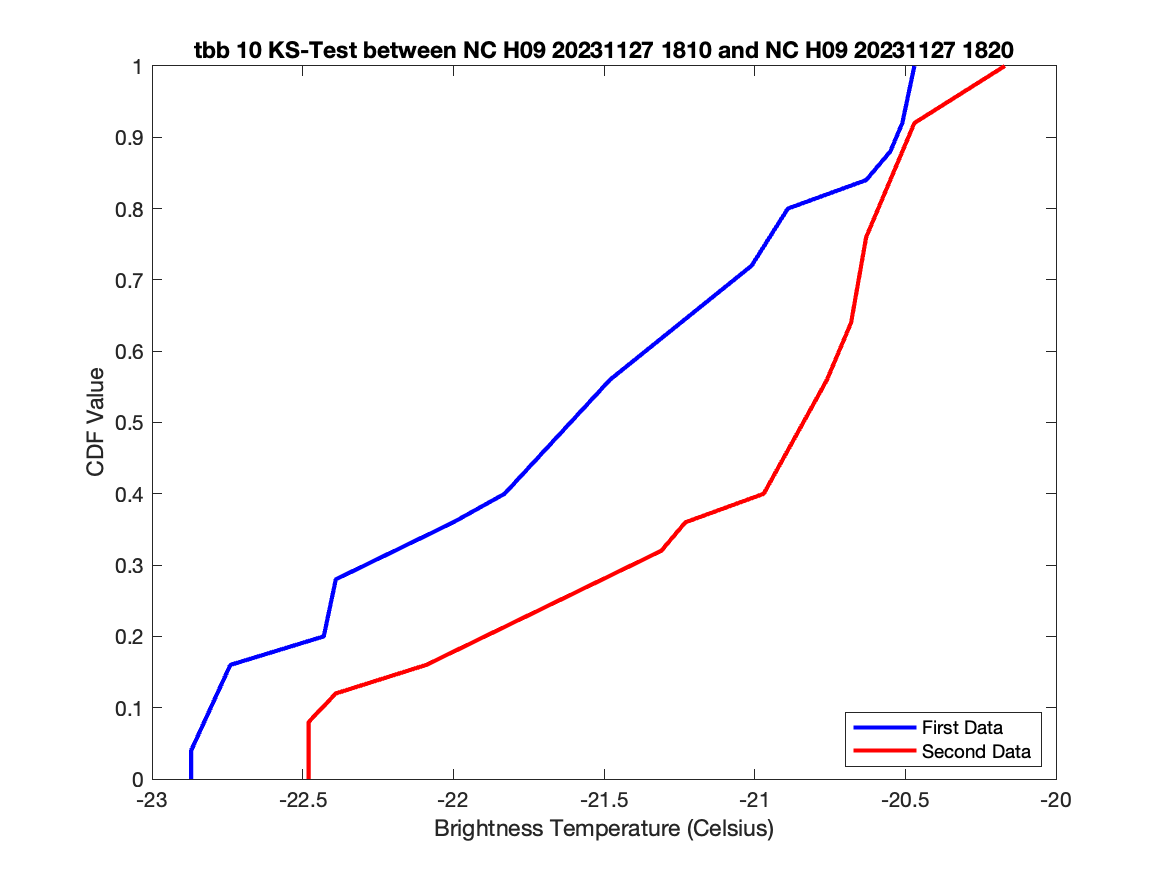 tbb 10 KS-Test between NC H09 20231127 1810 and NC H09 20231127 1820
1
0.9
0.8
0.7
0.6
0.5
0.4
0.3
0.2
0.1
0
CDF Value
First Data
Second Data
-23 -22.5 -22 -21.5 -21 -20.5 -20
Brightness Temperature (Celsius)